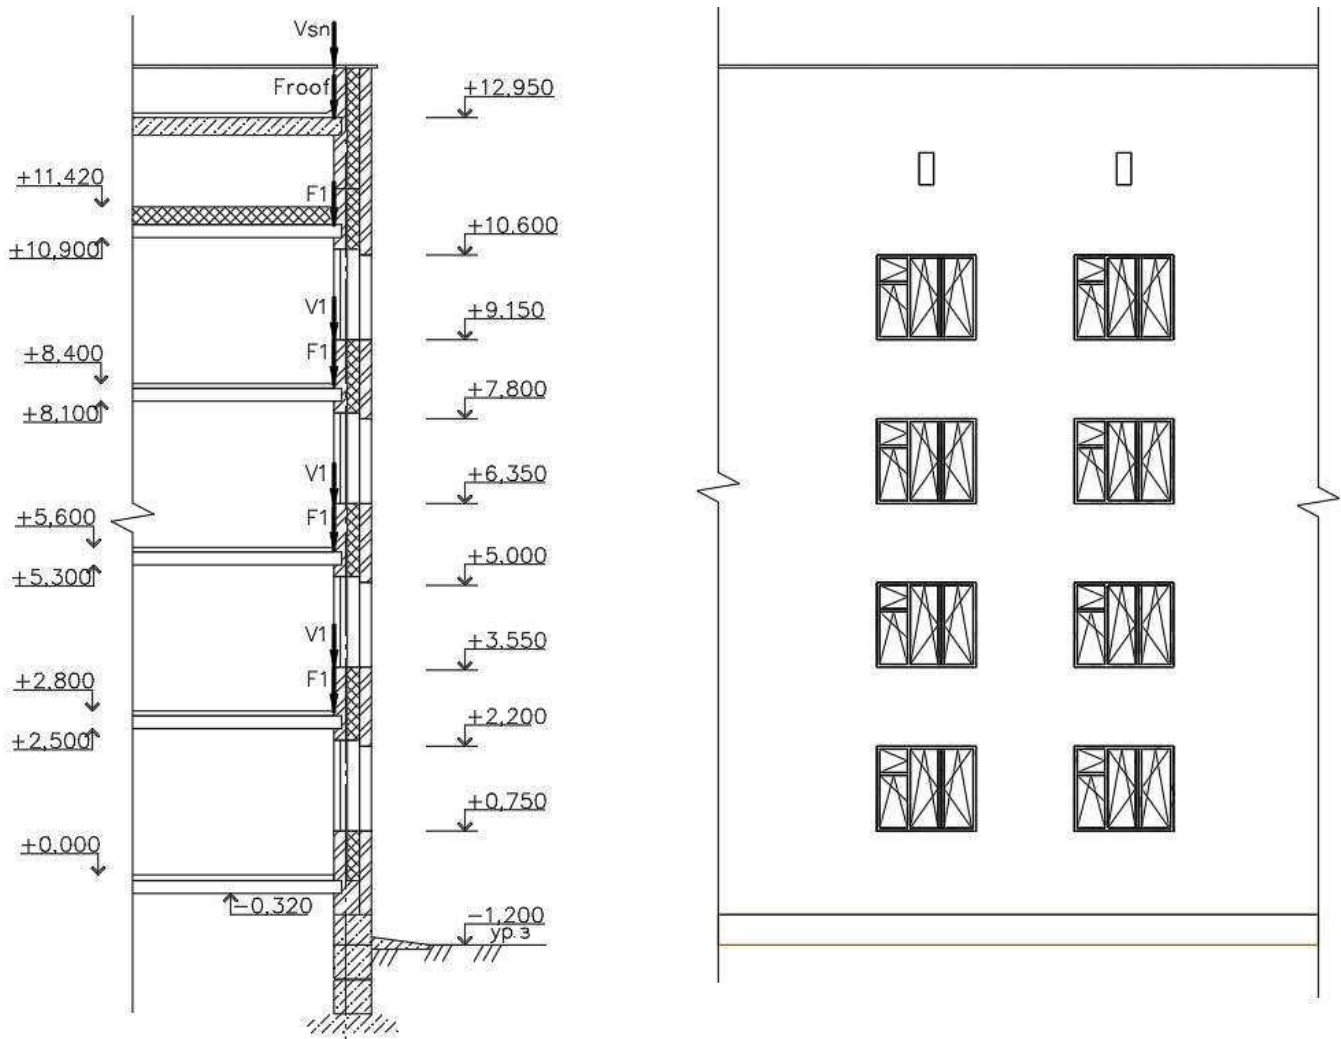 Vsn
Froof
+12,950
+11,420
F1
+10,900
+10,600
V1
+9,150
F1
+8,400
+8,100
+7,800
V1
+6,350
F1
+5,600
+5,300
+5,000
V1
+3,550
F1
+2,800
+2,500
+2,200
+0,750
+0,000
-0,320
-1,200
ур.з